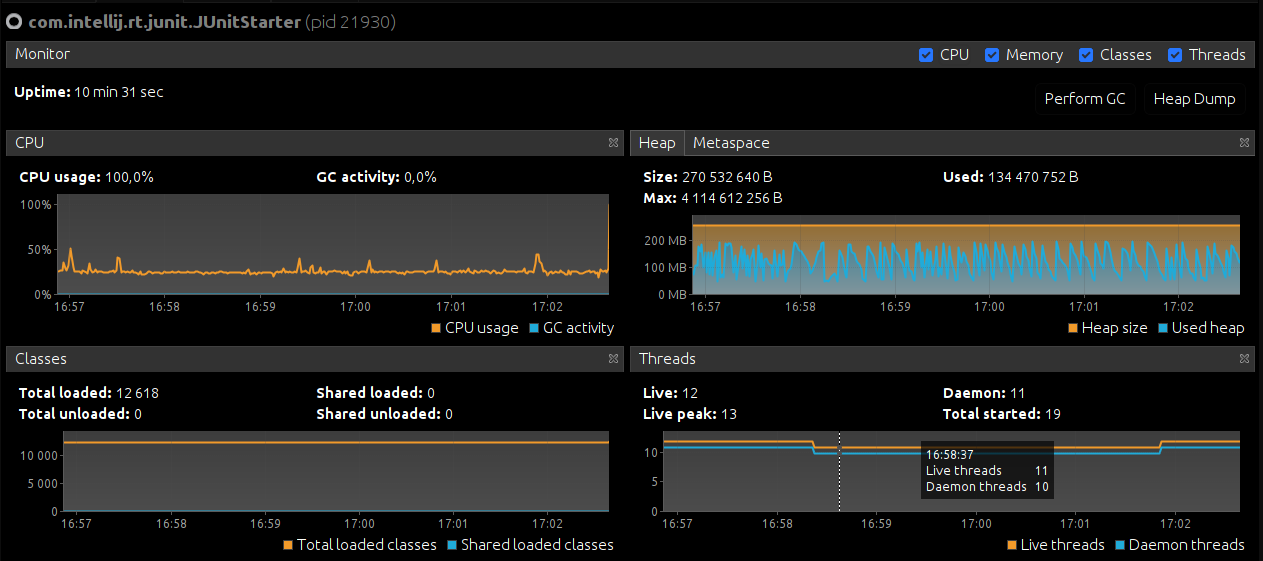 com.intellij.rt.junit.JUnitStarter (pid 21930)
Monitor
CPU Memory Classes Threads
Uptime: 10 min 31 sec
Perform GC Heap Dump
CPU
CPU usage: 100,0% GC activity: 0,0%
100%
50%
0%
16:57 16:58 16:59 17:00 17:01 17:02
CPU usage GC activity
Heap Metaspace
Size: 270 532 640 B Used: 134 470 752 B
Max: 4 114 612 256 B
200 MB
100 MB
0 MB
16:57 16:58 16:59 17:00 17:01 17:02
Heap size Used heap
Classes
Total loaded: 12 618 Shared loaded: 0
Total unloaded: 0 Shared unloaded: 0
10 000
5 000
0
16:57 16:58 16:59 17:00 17:01 17:02
Total loaded classes Shared loaded classes
Threads
Live: 12 Daemon: 11
Live peak: 13 Total started: 19
10
5
0
16:58:37
Live threads 11
Daemon threads 10
16:57 16:58 16:59 17:00 17:01 17:02
Live threads Daemon threads